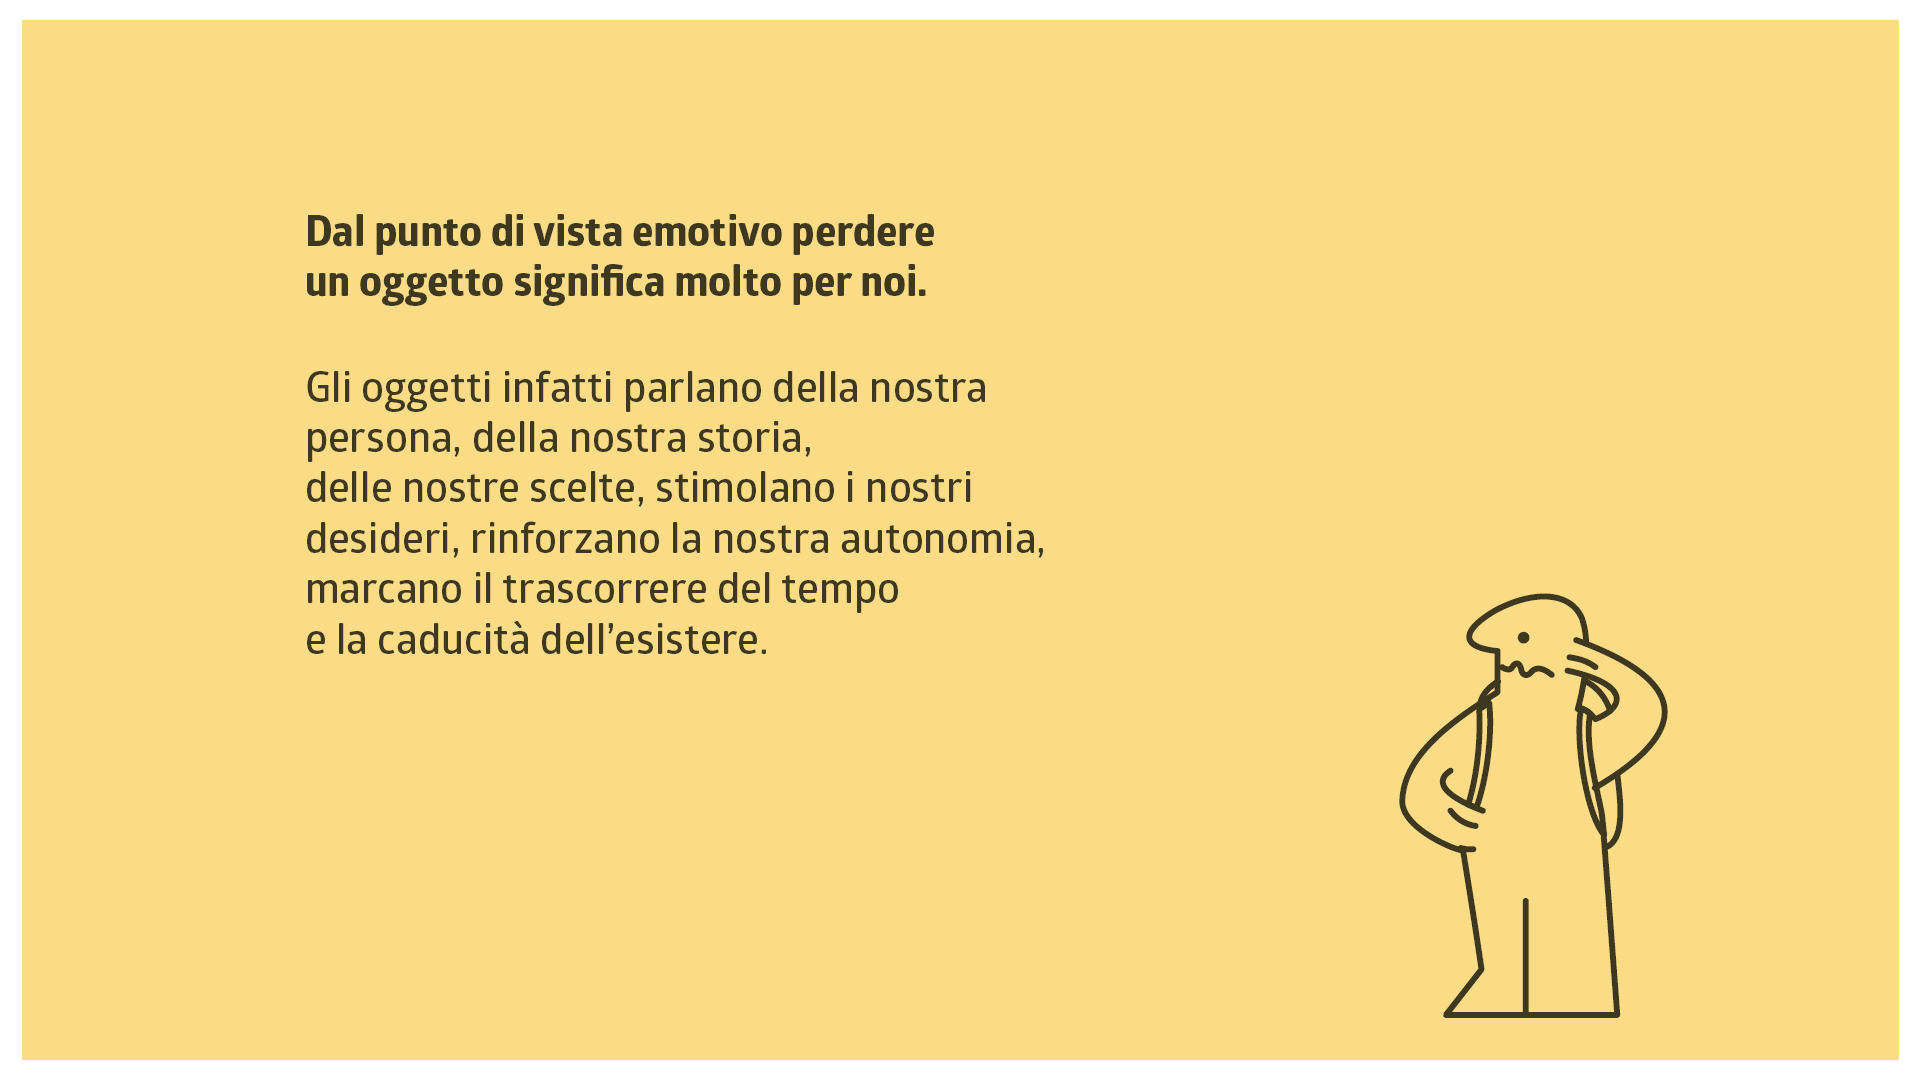 Dal punto di vista emotivo perdere
un oggetto significa molto per noi.
Gli oggetti infatti parlano della nostra
persona, della nostra storia,
delle nostre scelte, stimolano i nostri
desideri, rinforzano la nostra autonomia,
marcano il trascorrere del tempo
e la caducità dell’esistere.